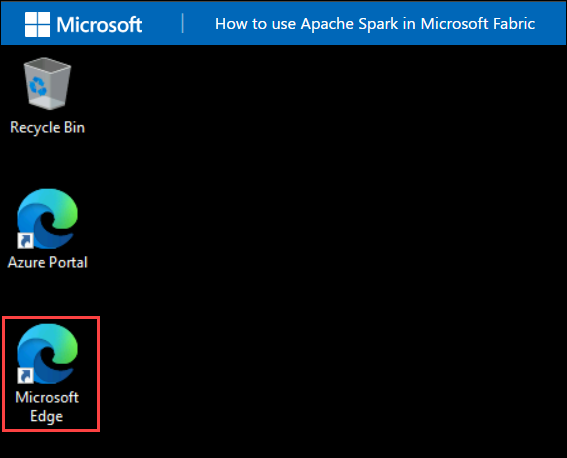 Microsoft | How to use Apache Spark in Microsoft Fabric
Recycle Bin
Azure Portal
Microsoft
Edge